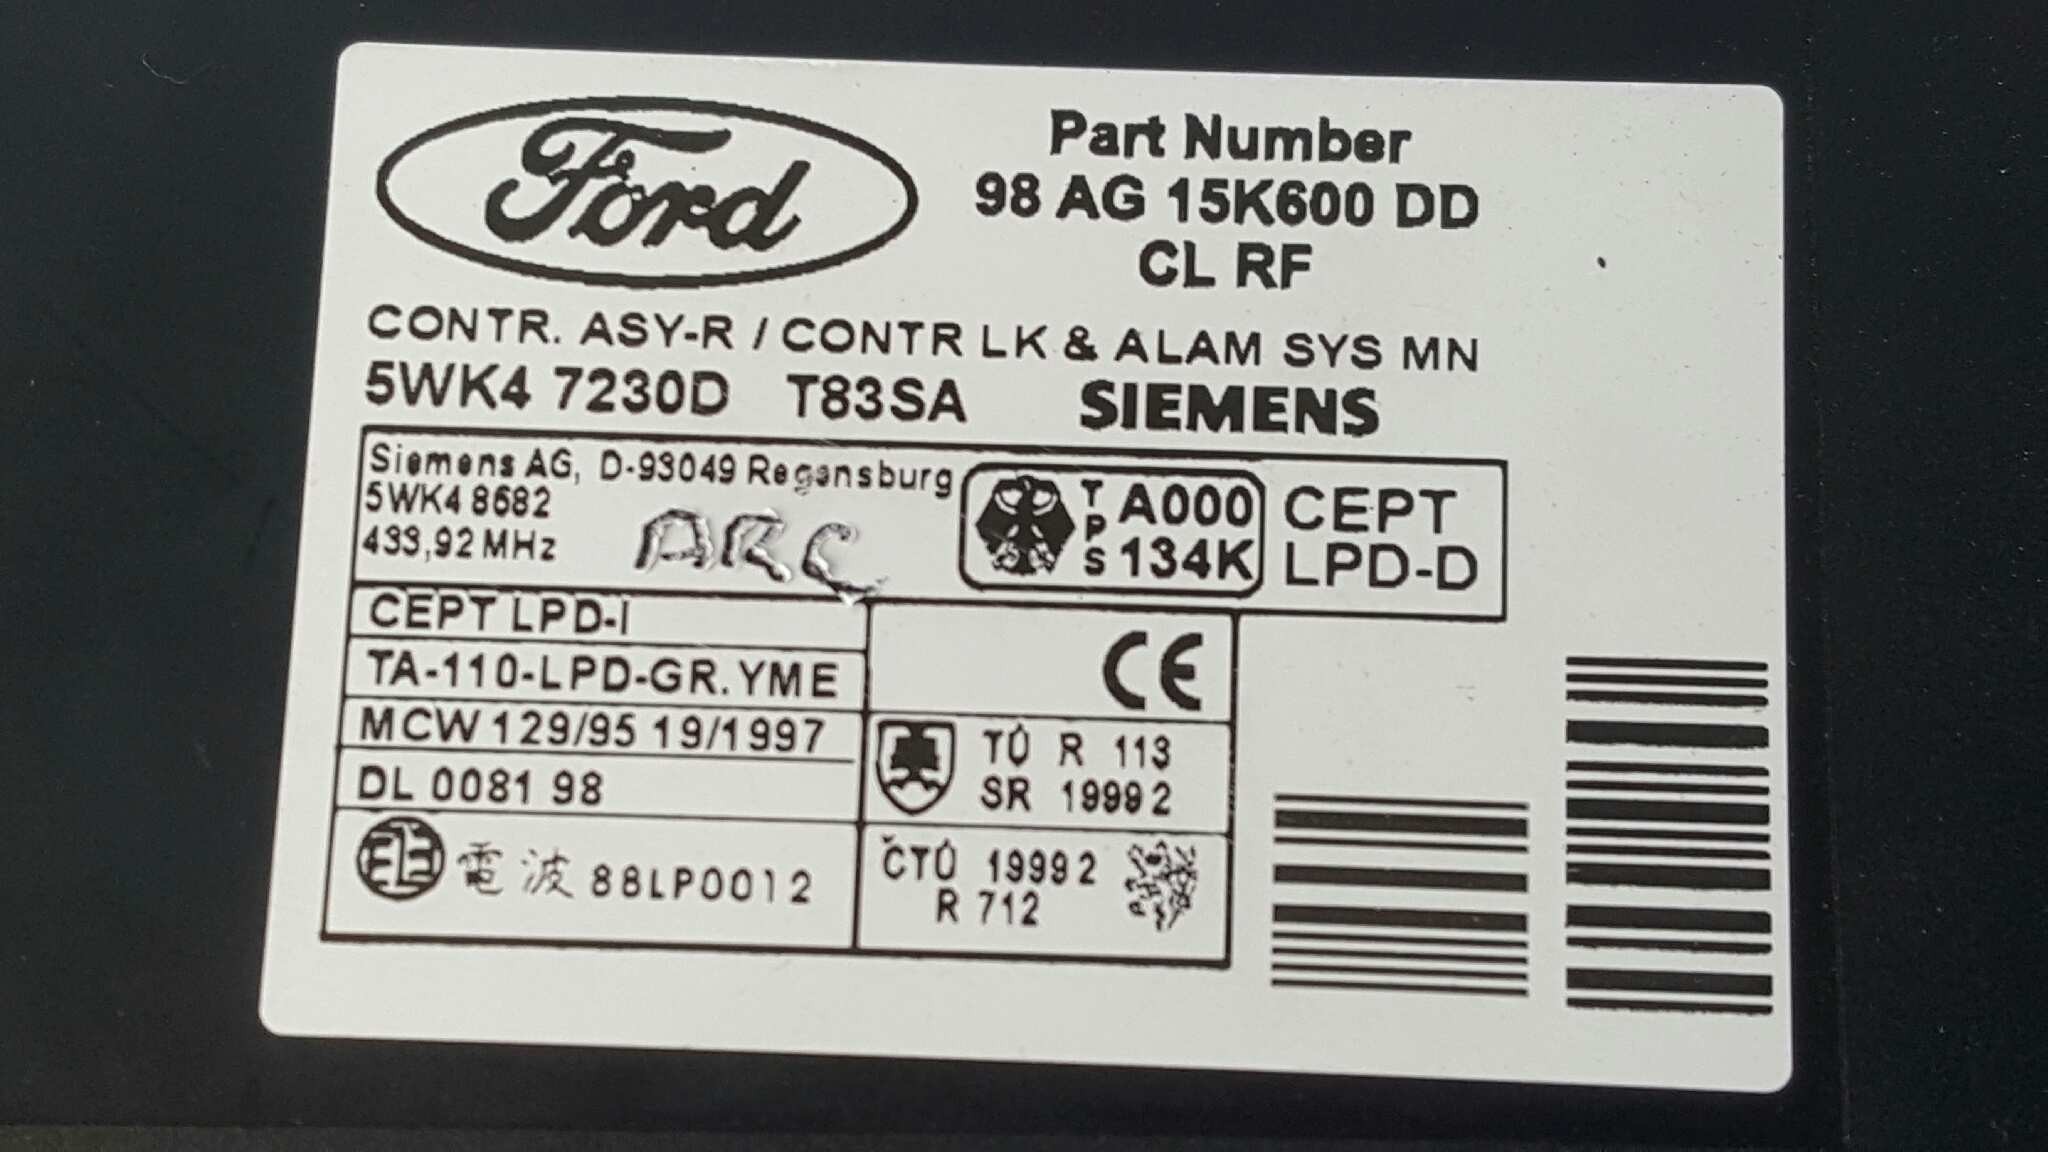 Ford
Part Number
98 AG 15K600 DD
CL RF
CONTR. ASY-R / CONTR LK & ALAM SYS MN
5WK4 7230D T83SA SIEMENS
Siemens AG, D-93049 Regensburg
5WK4 8682
433,92 MHz
ARC
TPS
A000
134K
CEPT
LPD-D
CEPT LPD-I
TA-110-LPD-GR.YME
MCW 129/95 19/1997
DL 0081 98
電波 88LP0012
CE
TÚ R 113
SR 1999 2
ČTÚ 1999 2
R 712